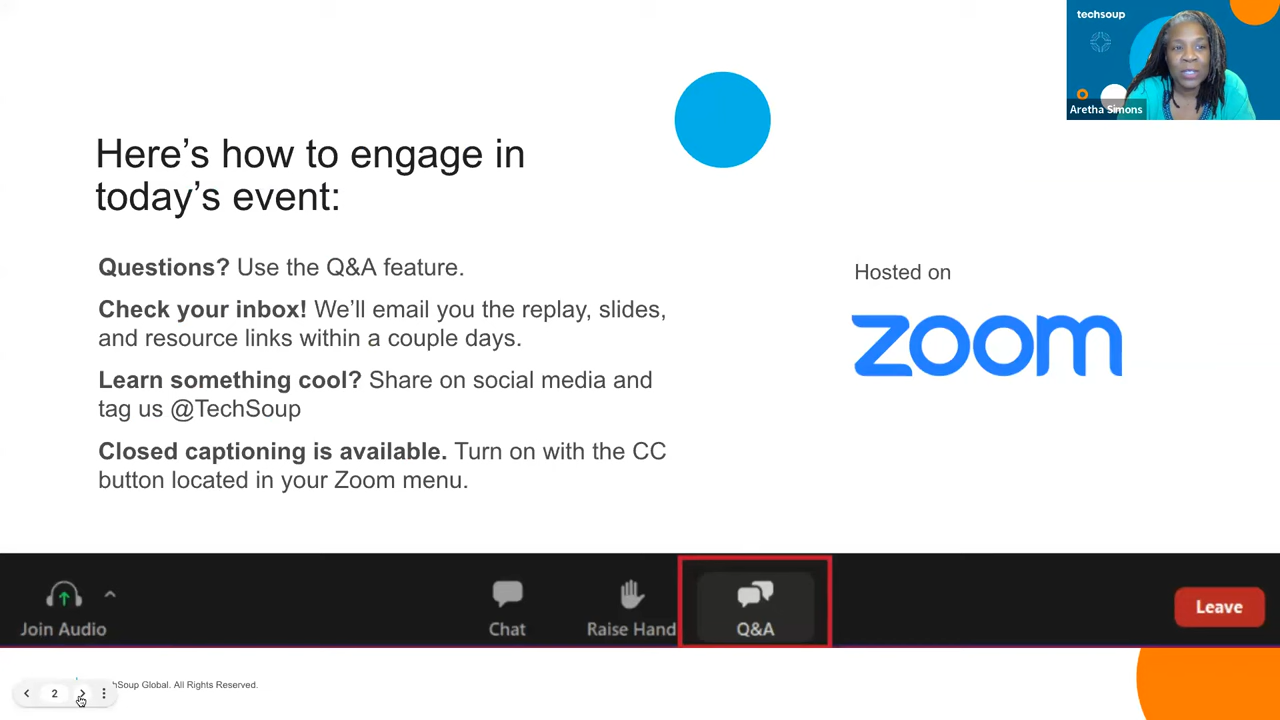 techsoup
Aretha Simons
Here’s how to engage in
today’s event:
Questions? Use the Q&A feature.
Check your inbox! We’ll email you the replay, slides,
and resource links within a couple days.
Learn something cool? Share on social media and
tag us @TechSoup
Closed captioning is available. Turn on with the CC
button located in your Zoom menu.
Hosted on
zoom
Join Audio
Chat
Raise Hand
Q&A
Leave
2
hSoup Global. All Rights Reserved.